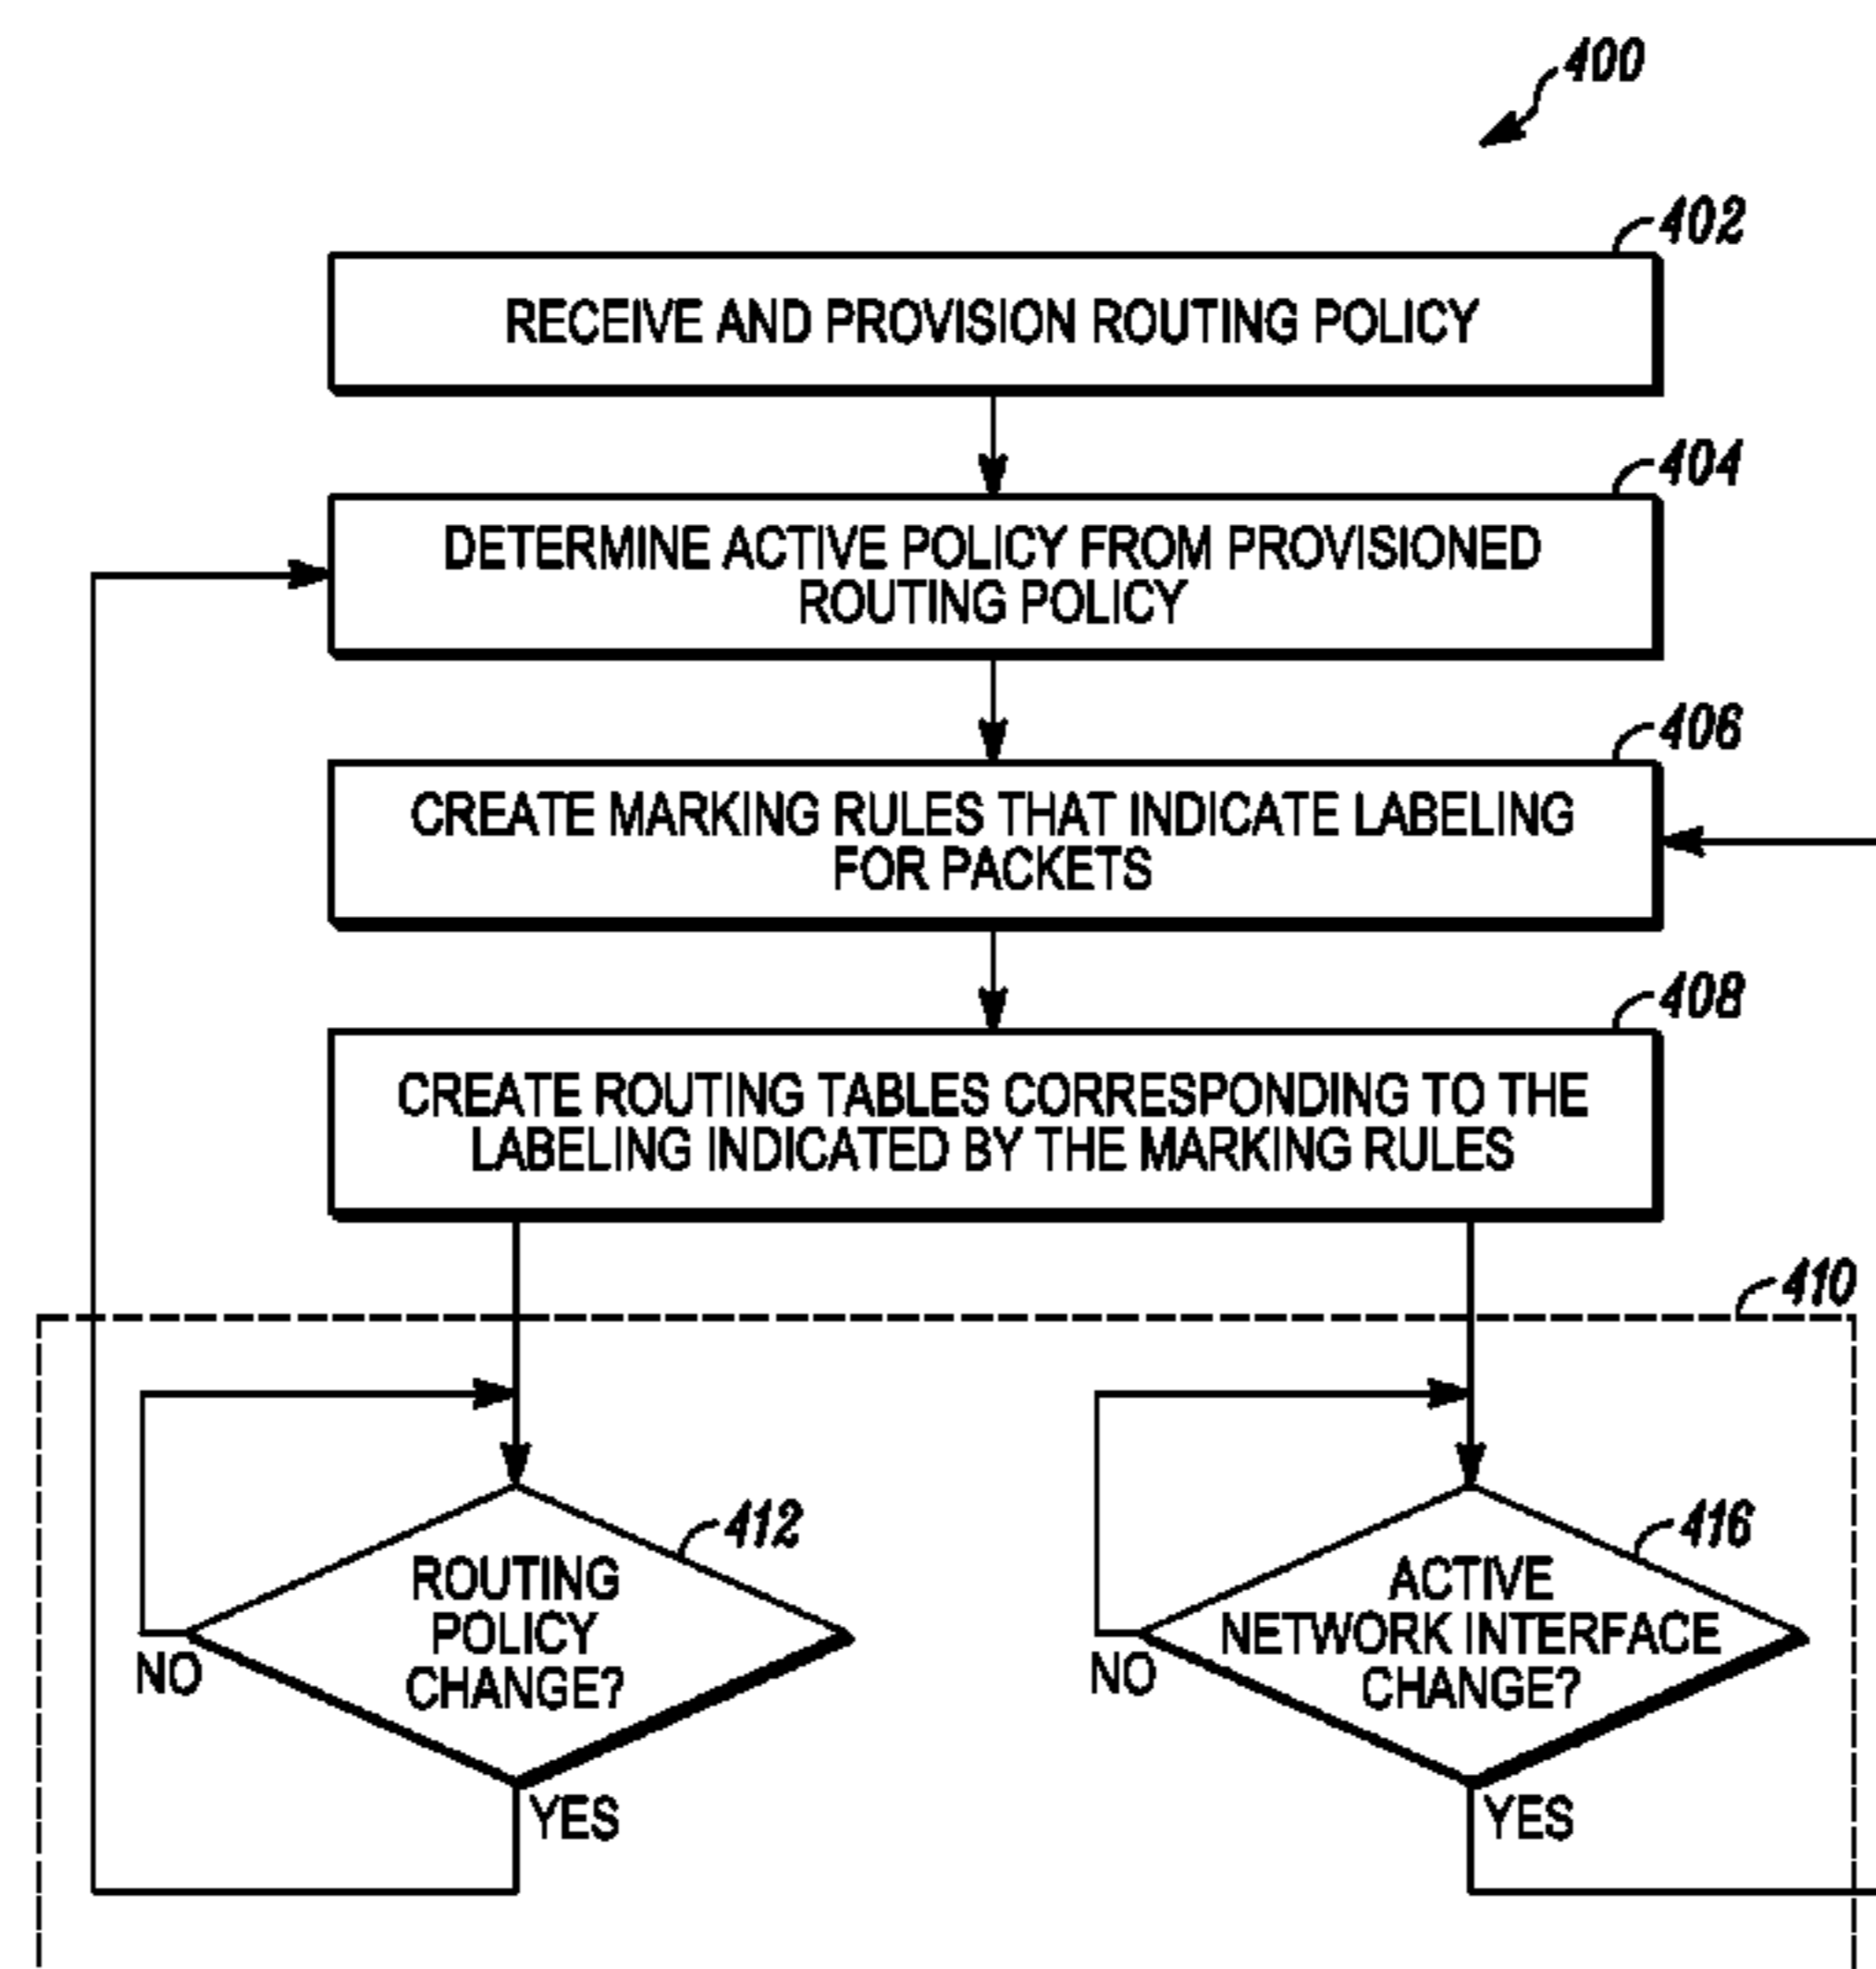 400
402
RECEIVE AND PROVISION ROUTING POLICY
404
DETERMINE ACTIVE POLICY FROM PROVISIONED
ROUTING POLICY
406
CREATE MARKING RULES THAT INDICATE LABELING
FOR PACKETS
408
CREATE ROUTING TABLES CORRESPONDING TO THE
LABELING INDICATED BY THE MARKING RULES
410
412
ROUTING
POLICY
CHANGE?
NO
YES
416
ACTIVE
NETWORK INTERFACE
CHANGE?
NO
YES